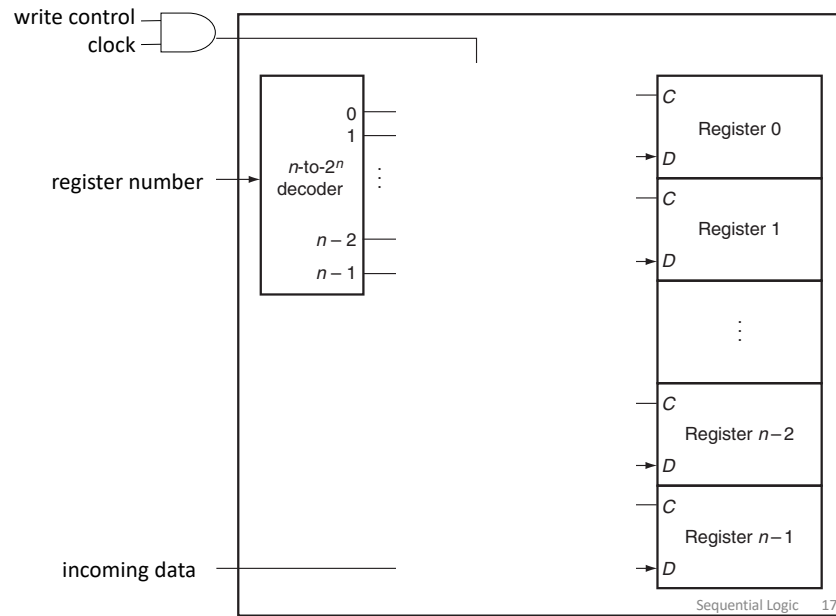 write control
clock
0
1
n-to-2ⁿ
decoder
⋮
n – 2
n – 1
register number
C
Register 0
D
C
Register 1
D
⋮
C
Register n – 2
D
C
Register n – 1
D
incoming data
Sequential Logic 17